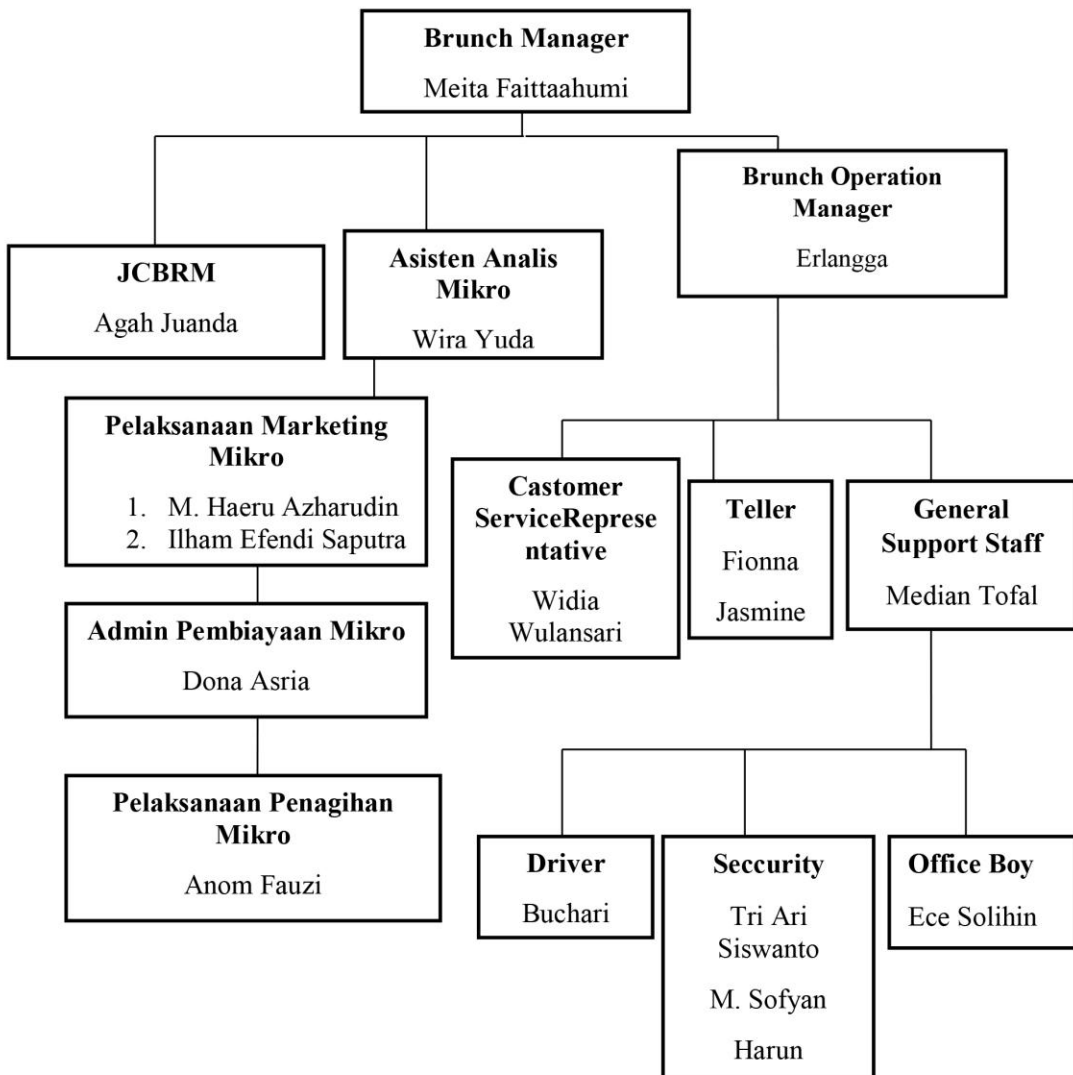 Brunch Manager
Meita Faittaahumi
JCBRM
Agah Juanda
Asisten Analis
Mikro
Wira Yuda
Brunch Operation
Manager
Erlangga
Pelaksanaan Marketing
Mikro
1. M. Haeru Azharudin
2. Ilham Efendi Saputra
Admin Pembiayaan Mikro
Dona Asria
Pelaksanaan Penagihan
Mikro
Anom Fauzi
Castomer
ServiceReprese
ntative
Widia
Wulansari
Teller
Fionna
Jasmine
General
Support Staff
Median Tofal
Driver
Buchari
Seccurity
Tri Ari
Siswanto
M. Sofyan
Harun
Office Boy
Ece Solihin